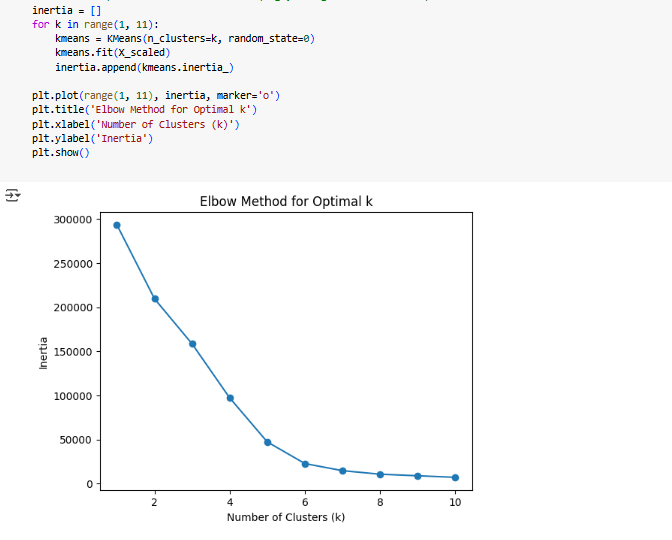 inertia = []
for k in range(1, 11):
    kmeans = KMeans(n_clusters=k, random_state=0)
    kmeans.fit(X_scaled)
    inertia.append(kmeans.inertia_)
plt.plot(range(1, 11), inertia, marker='o')
plt.title('Elbow Method for Optimal k')
plt.xlabel('Number of Clusters (k)')
plt.ylabel('Inertia')
plt.show()
Elbow Method for Optimal k
300000
250000
200000
150000
100000
50000
0
Inertia
2 4 6 8 10
Number of Clusters (k)